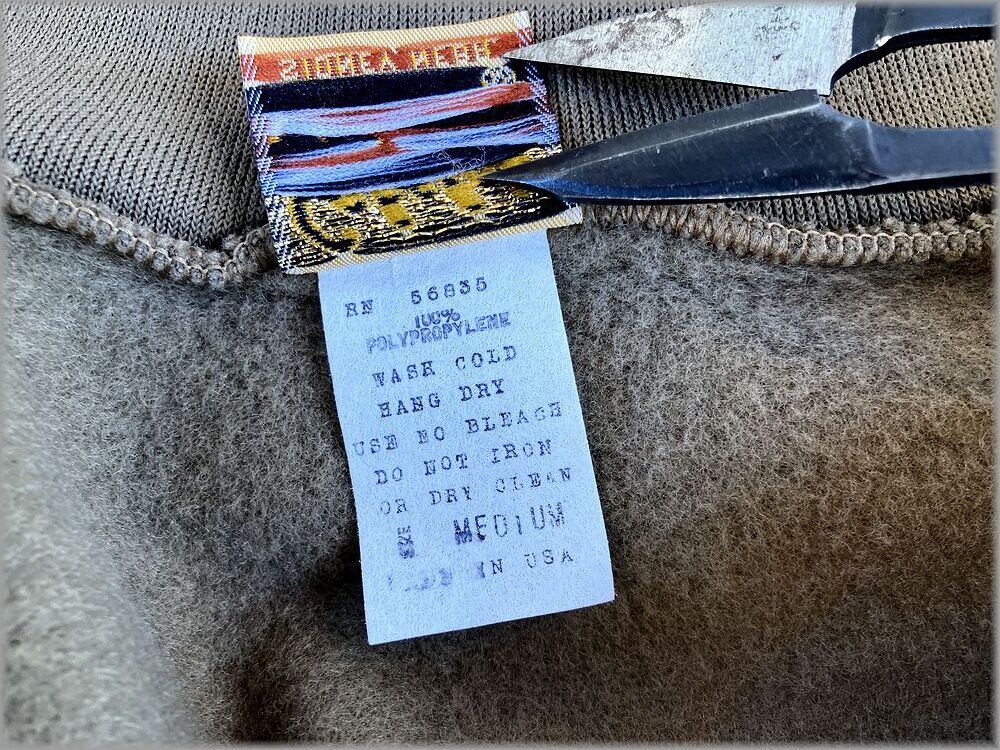 RN 56835
100%
POLYPROPYLENE
WASH COLD
HANG DRY
USE NO BLEACH
DO NOT IRON
OR DRY CLEAN
SIZE MEDIUM
IN USA